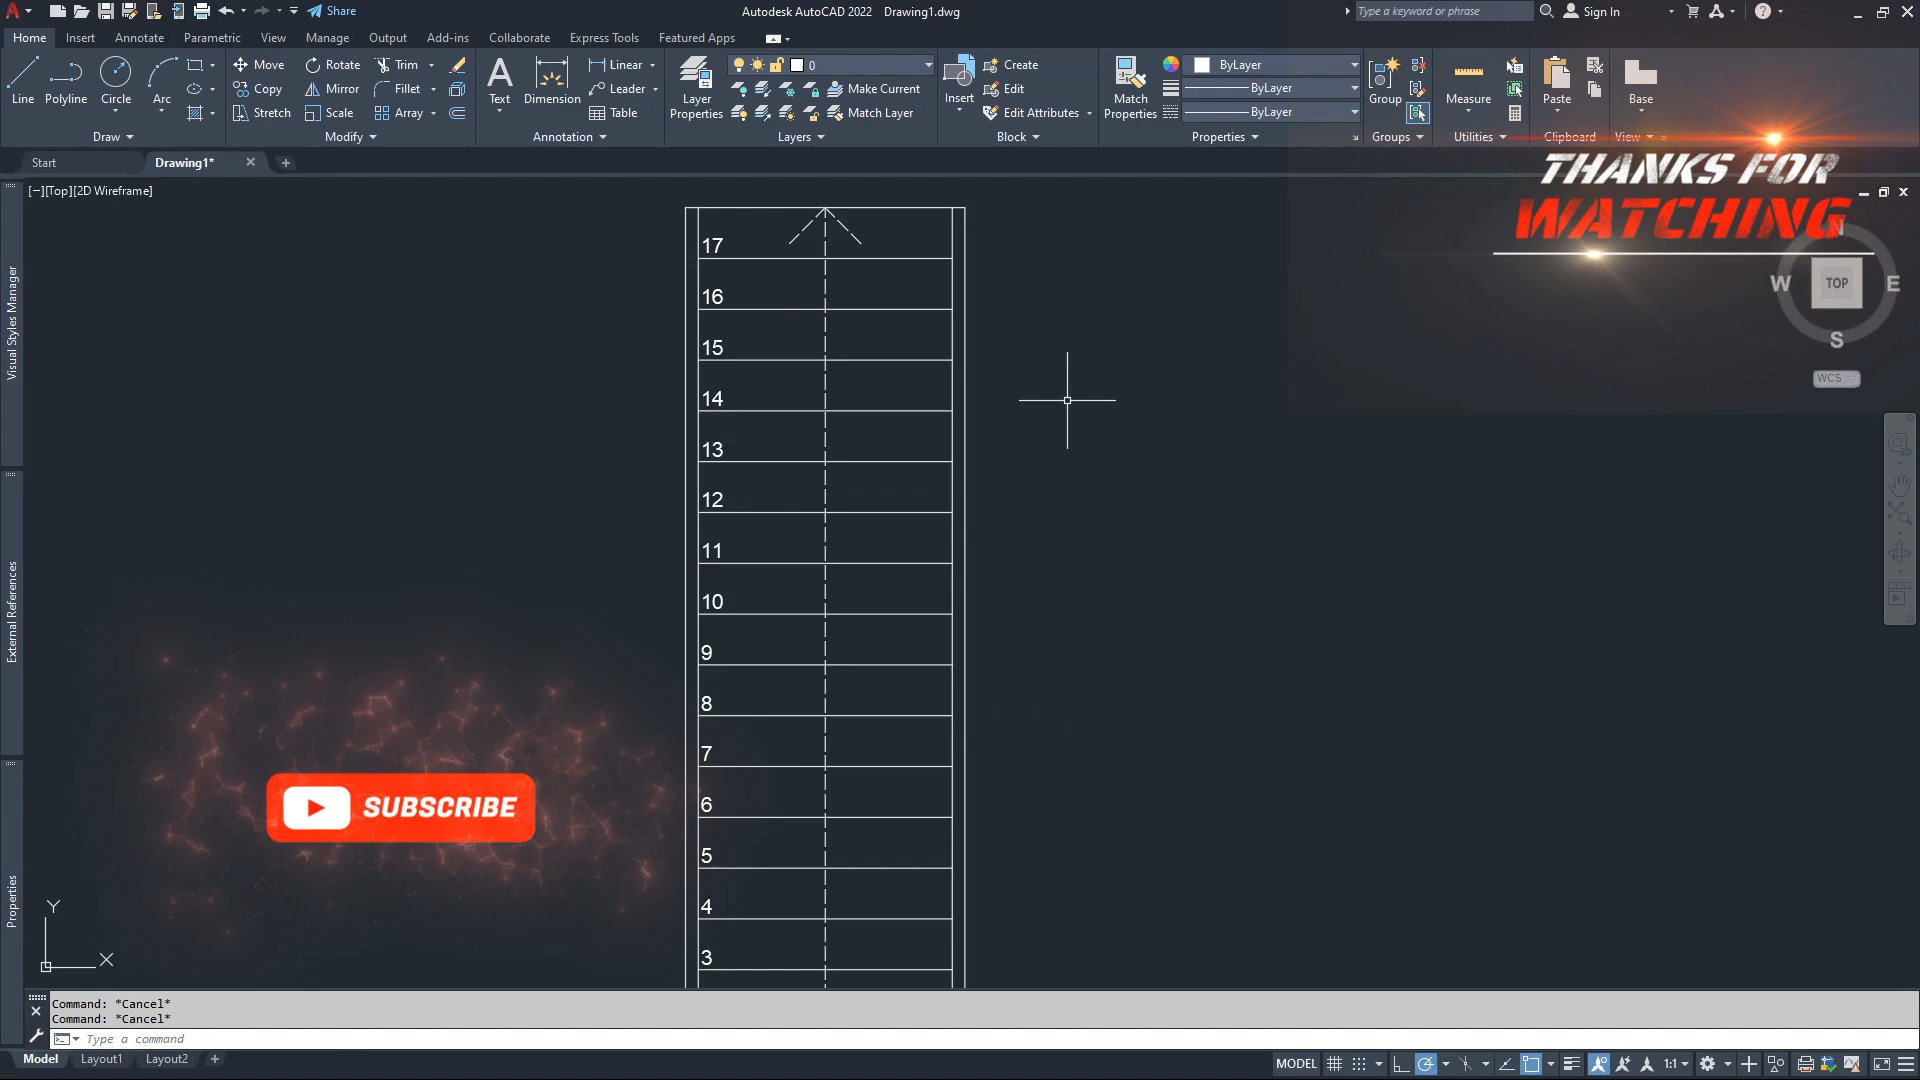 Share
Autodesk AutoCAD 2022 Drawing1.dwg
Type a keyword or phrase
Sign In
Home Insert Annotate Parametric View Manage Output Add-ins Collaborate Express Tools Featured Apps
Line Polyline Circle Arc
Move Rotate Trim
Copy Mirror Fillet
Stretch Scale Array
Text Dimension
Linear
Leader
Table
Layer Properties
0
Make Current
Match Layer
Insert
Create
Edit
Edit Attributes
Match Properties
ByLayer
ByLayer
ByLayer
Group
Measure
Paste
Base
Draw Modify Annotation Layers Block Properties Groups Utilities Clipboard View
Start Drawing1*
[−][Top][2D Wireframe]
THANKS FOR
WATCHING
N
W TOP E
S
WCS
Visual Styles Manager
External References
Properties
17
16
15
14
13
12
11
10
9
8
7
6
5
4
3
SUBSCRIBE
Y
X
Command: *Cancel*
Command: *Cancel*
Type a command
Model Layout1 Layout2
MODEL 1:1